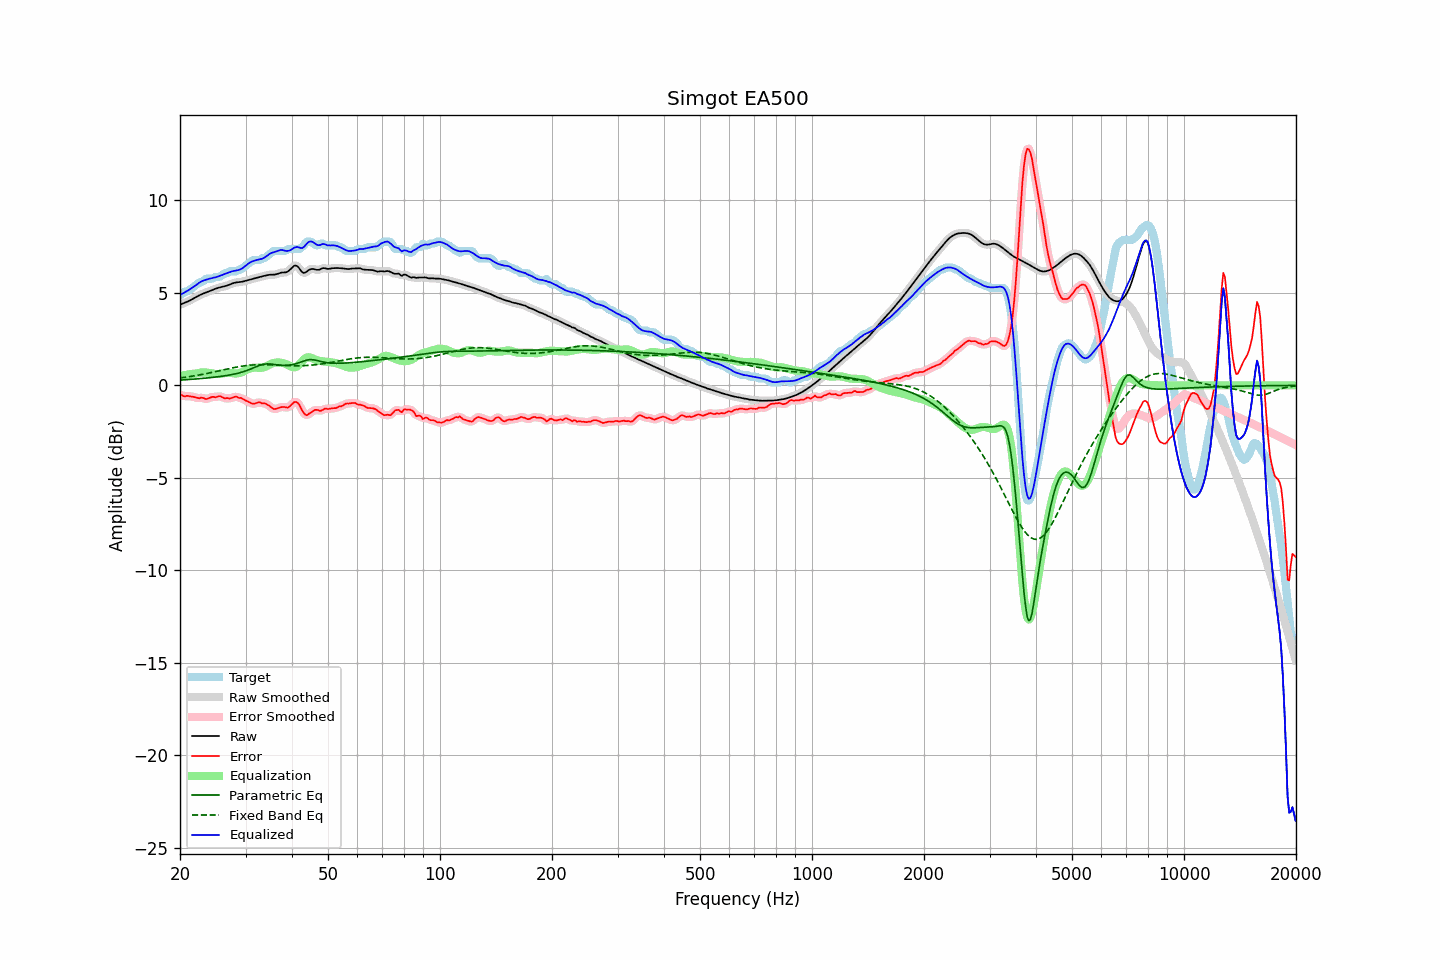 Simgot EA500
Amplitude (dBr)
10
5
0
−5
−10
−15
−20
−25
Target
Raw Smoothed
Error Smoothed
Raw
Error
Equalization
Parametric Eq
Fixed Band Eq
Equalized
20 50 100 200 500 1000 2000 5000 10000 20000
Frequency (Hz)